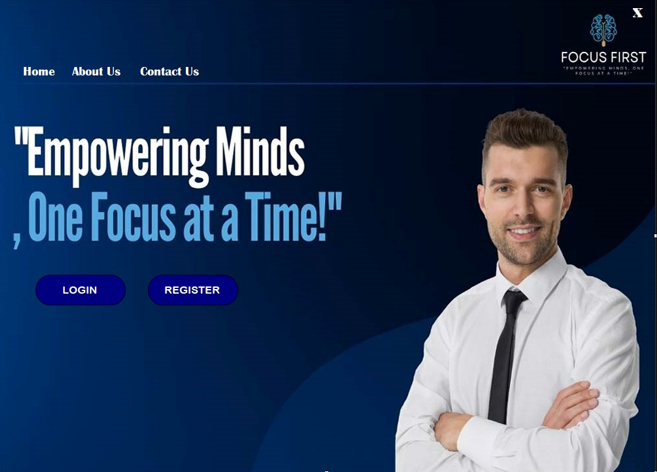 X
FOCUS FIRST
"EMPOWERING MINDS, ONE
FOCUS AT A TIME!"
Home About Us Contact Us
"Empowering Minds
, One Focus at a Time!"
LOGIN REGISTER